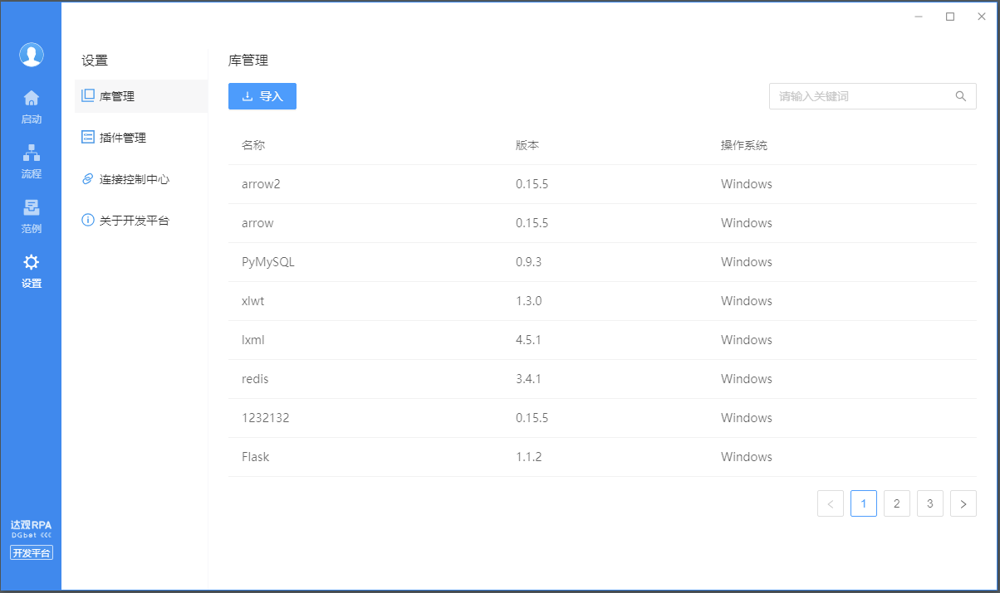 启动
流程
范例
设置
达观RPA
DGbot
开发平台
设置
库管理
插件管理
连接控制中心
关于开发平台
库管理
导入
请输入关键词
名称 版本 操作系统
arrow2 0.15.5 Windows
arrow 0.15.5 Windows
PyMySQL 0.9.3 Windows
xlwt 1.3.0 Windows
lxml 4.5.1 Windows
redis 3.4.1 Windows
1232132 0.15.5 Windows
Flask 1.1.2 Windows
< 1 2 3 >